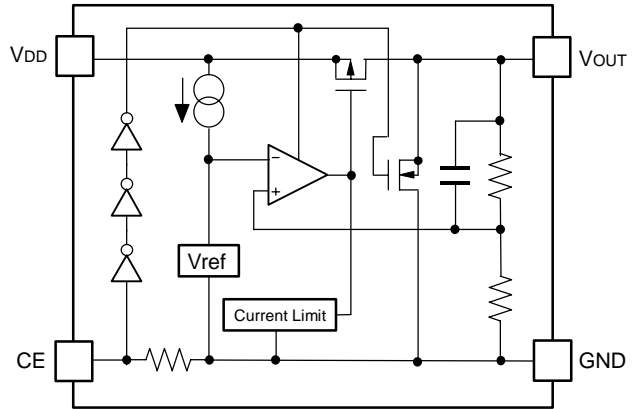 VDD
VOUT
−
+
Vref
Current Limit
CE
GND